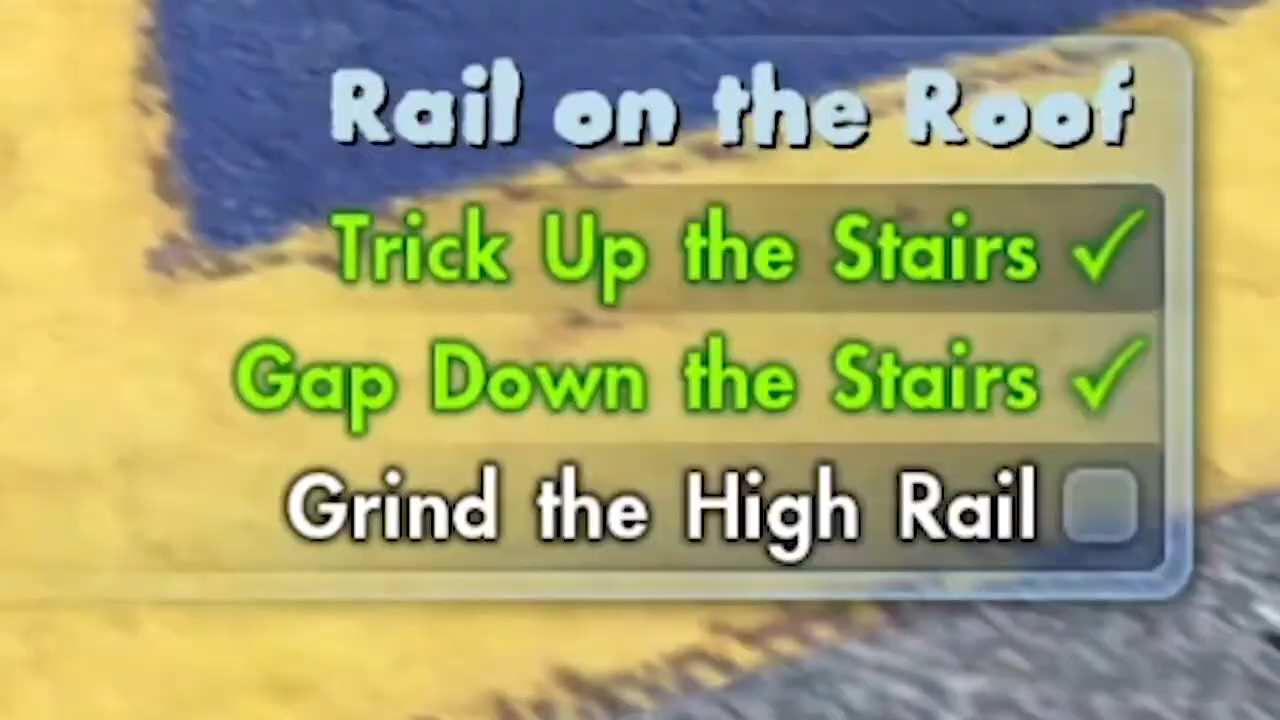 Rail on the Roof
Trick Up the Stairs ✓
Gap Down the Stairs ✓
Grind the High Rail